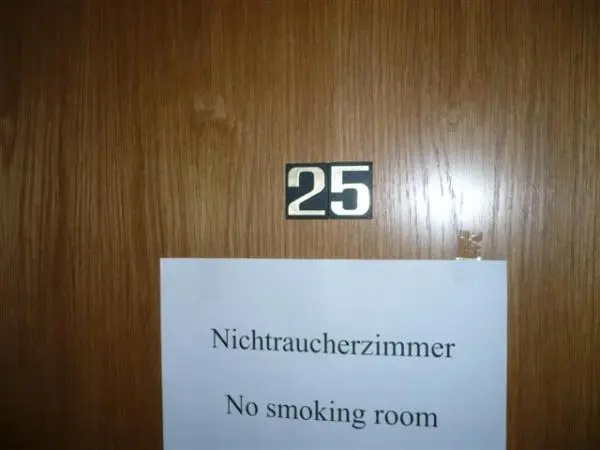 25
Nichtraucherzimmer
No smoking room